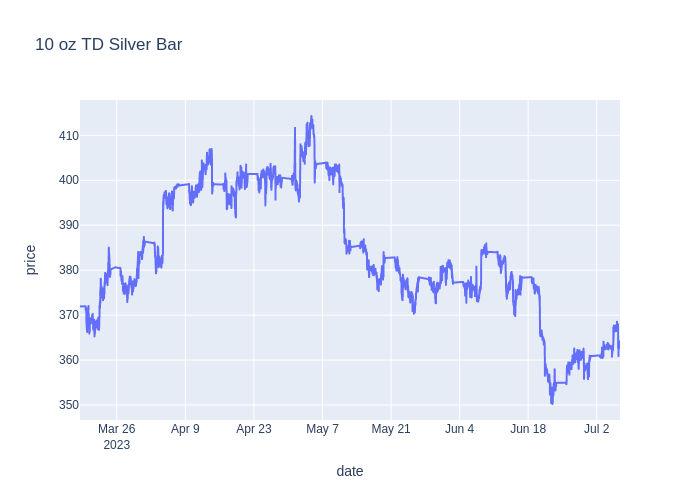 10 oz TD Silver Bar
price
410
400
390
380
370
360
350
Mar 26
2023
Apr 9
Apr 23
May 7
May 21
Jun 4
Jun 18
Jul 2
date